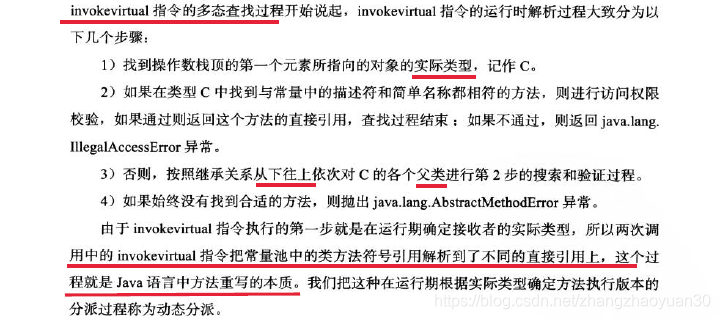 invokevirtual 指令的多态查找过程开始说起，invokevirtual 指令的运行时解析过程大致分为以
下几个步骤：
1）找到操作数栈顶的第一个元素所指向的对象的实际类型，记作 C。
2）如果在类型 C 中找到与常量中的描述符和简单名称都相符的方法，则进行访问权限
校验，如果通过则返回这个方法的直接引用，查找过程结束；如果不通过，则返回 java.lang.
IllegalAccessError 异常。
3）否则，按照继承关系从下往上依次对 C 的各个父类进行第 2 步的搜索和验证过程。
4）如果始终没有找到合适的方法，则抛出 java.lang.AbstractMethodError 异常。
由于 invokevirtual 指令执行的第一步就是在运行期确定接收者的实际类型，所以两次调
用中的 invokevirtual 指令把常量池中的类方法符号引用解析到了不同的直接引用上，这个过
程就是 Java 语言中方法重写的本质。我们把这种在运行期根据实际类型确定方法执行版本的
分派过程称为动态分派。
https://blog.csdn.net/zhangzhaoyuan30